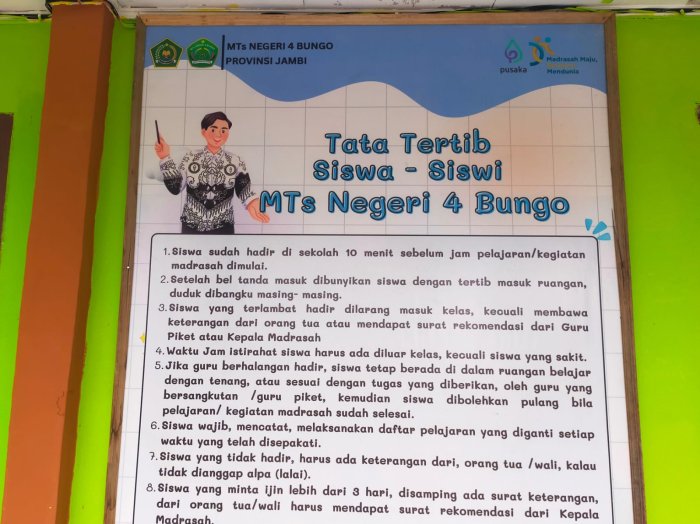 MTs NEGERI 4 BUNGO
PROVINSI JAMBI
pusaka
Madrasah Maju,
Mendunia
Tata Tertib
Siswa - Siswi
MTs Negeri 4 Bungo
1. Siswa sudah hadir di sekolah 10 menit sebelum jam pelajaran/kegiatan
madrasah dimulai.
2. Setelah bel tanda masuk dibunyikan siswa dengan tertib masuk ruangan,
duduk dibangku masing- masing.
3. Siswa yang terlambat hadir dilarang masuk kelas, kecuali membawa
keterangan dari orang tua atau mendapat surat rekomendasi dari Guru
Piket atau Kepala Madrasah
4. Waktu Jam istirahat siswa harus ada diluar kelas, kecuali siswa yang sakit.
5. Jika guru berhalangan hadir, siswa tetap berada di dalam ruangan belajar
dengan tenang, atau sesuai dengan tugas yang diberikan, oleh guru yang
bersangkutan /guru piket, kemudian siswa dibolehkan pulang bila
pelajaran/ kegiatan madrasah sudah selesai.
6. Siswa wajib, mencatat, melaksanakan daftar pelajaran yang diganti setiap
waktu yang telah disepakati.
7. Siswa yang tidak hadir, harus ada keterangan dari, orang tua /wali, kalau
tidak dianggap alpa (lalai).
8. Siswa yang minta ijin lebih dari 3 hari, disamping ada surat keterangan,
dari orang tua/wali harus mendapat surat rekomendasi dari Kepala
Madrasah.